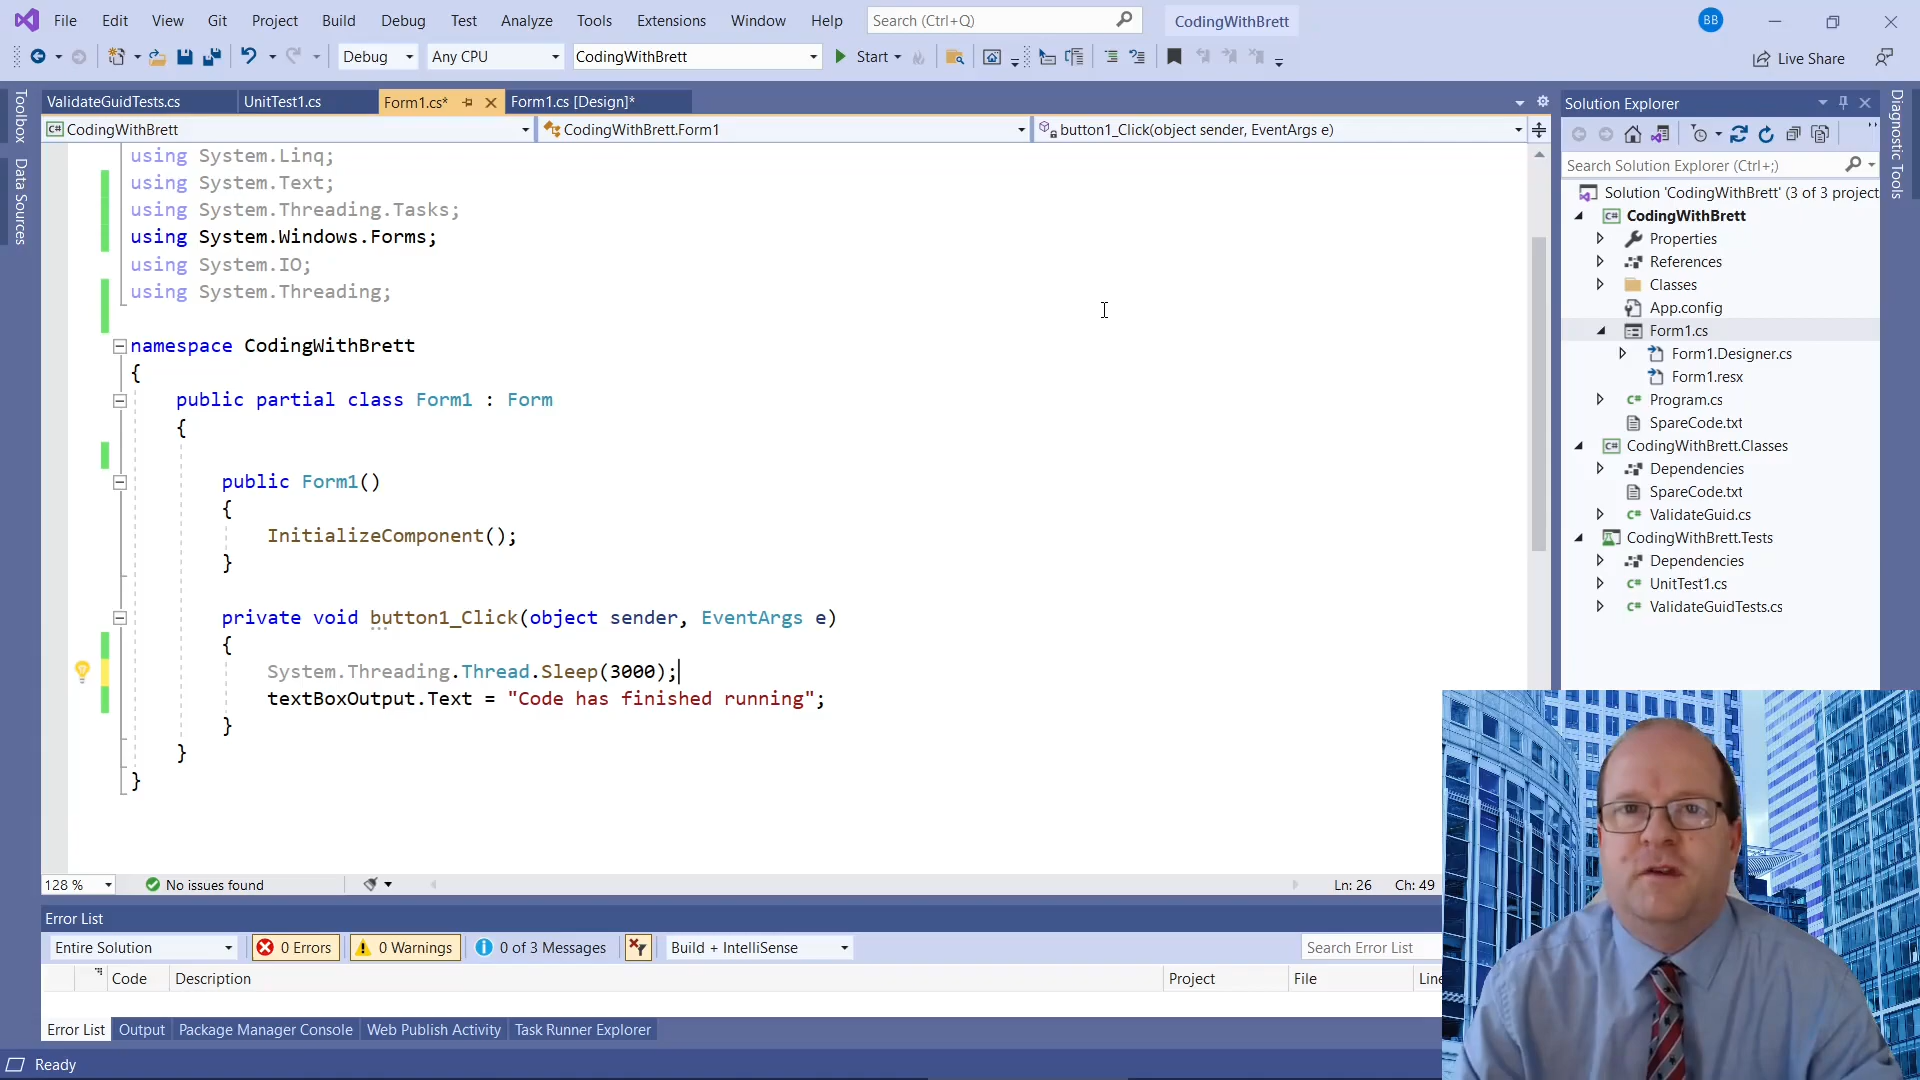 File Edit View Git Project Build Debug Test Analyze Tools Extensions Window Help Search (Ctrl+Q) CodingWithBrett BB
Debug Any CPU CodingWithBrett Start Live Share
ValidateGuidTests.cs UnitTest1.cs Form1.cs* Form1.cs [Design]*
C# CodingWithBrett CodingWithBrett.Form1 button1_Click(object sender, EventArgs e)
Toolbox
Data Sources
using System.Linq;
using System.Text;
using System.Threading.Tasks;
using System.Windows.Forms;
using System.IO;
using System.Threading;
namespace CodingWithBrett
{
public partial class Form1 : Form
{
public Form1()
{
InitializeComponent();
}
private void button1_Click(object sender, EventArgs e)
{
System.Threading.Thread.Sleep(3000);
textBoxOutput.Text = "Code has finished running";
}
}
}
128 % No issues found Ln: 26 Ch: 49
Solution Explorer
Search Solution Explorer (Ctrl+;)
Solution 'CodingWithBrett' (3 of 3 project
C# CodingWithBrett
Properties
References
Classes
App.config
Form1.cs
Form1.Designer.cs
Form1.resx
C# Program.cs
SpareCode.txt
C# CodingWithBrett.Classes
Dependencies
SpareCode.txt
C# ValidateGuid.cs
CodingWithBrett.Tests
Dependencies
C# UnitTest1.cs
C# ValidateGuidTests.cs
Diagnostic Tools
Error List
Entire Solution 0 Errors 0 Warnings 0 of 3 Messages Build + IntelliSense Search Error List
Code Description Project File Line
Error List Output Package Manager Console Web Publish Activity Task Runner Explorer
Ready